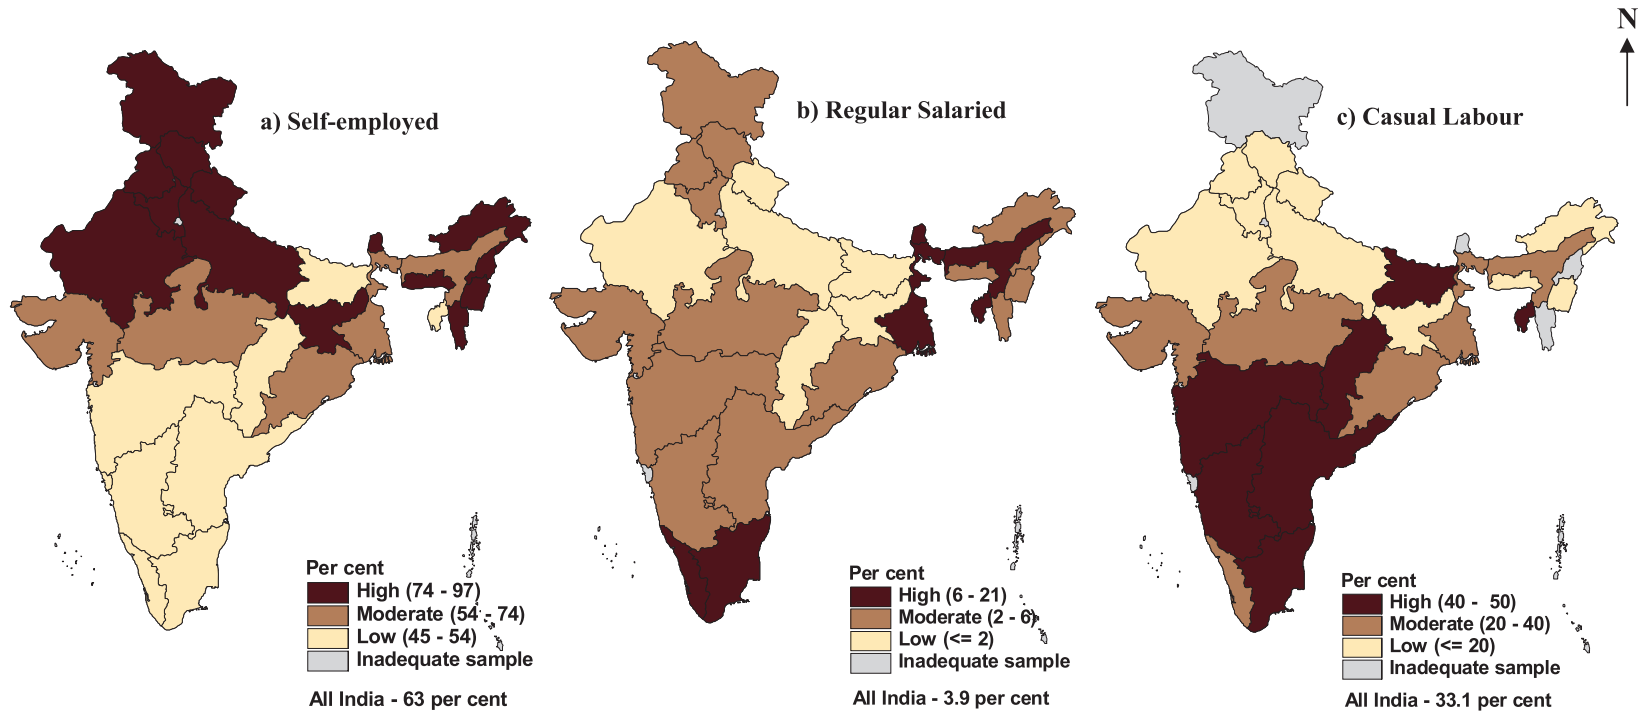 N
a) Self-employed
Per cent
High (74 - 97)
Moderate (54 - 74)
Low (45 - 54)
Inadequate sample
All India - 63 per cent
b) Regular Salaried
Per cent
High (6 - 21)
Moderate (2 - 6)
Low (<= 2)
Inadequate sample
All India - 3.9 per cent
c) Casual Labour
Per cent
High (40 - 50)
Moderate (20 - 40)
Low (<= 20)
Inadequate sample
All India - 33.1 per cent